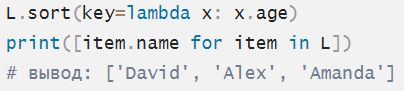 L.sort(key=lambda x: x.age)
print([item.name for item in L])
# вывод: ['David', 'Alex', 'Amanda']